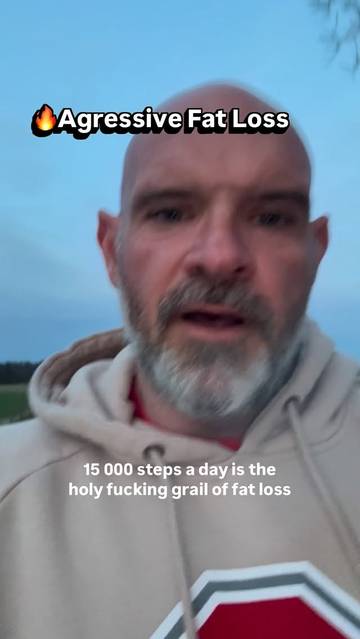 🔥Agressive Fat Loss
15 000 steps a day is the
holy fucking grail of fat loss